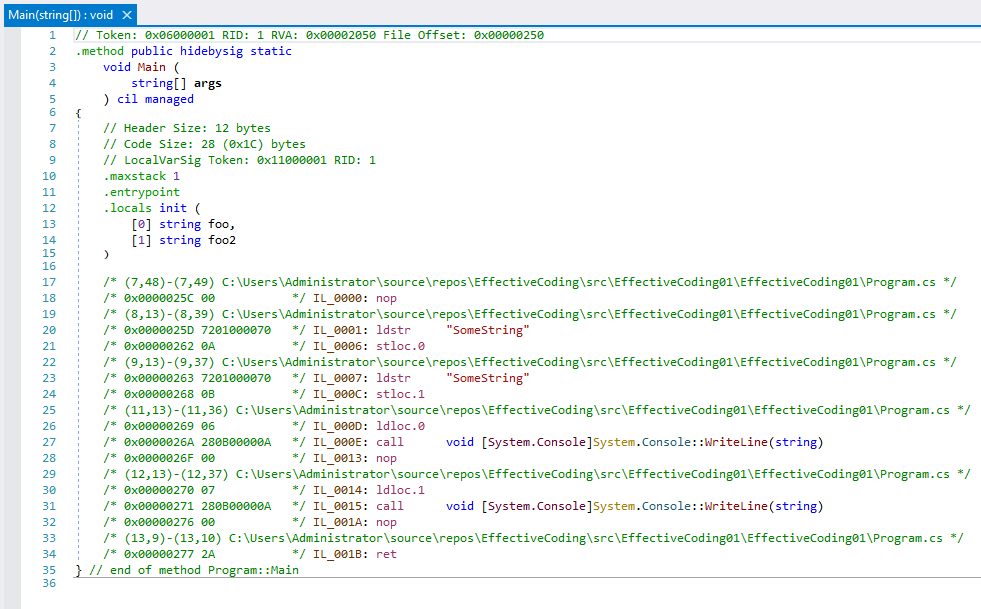 Main(string[]) : void ×
1 // Token: 0x06000001 RID: 1 RVA: 0x00002050 File Offset: 0x00000250
2 .method public hidebysig static
3 void Main (
4 string[] args
5 ) cil managed
6 {
7 // Header Size: 12 bytes
8 // Code Size: 28 (0x1C) bytes
9 // LocalVarSig Token: 0x11000001 RID: 1
10 .maxstack 1
11 .entrypoint
12 .locals init (
13 [0] string foo,
14 [1] string foo2
15 )
16
17 /* (7,48)-(7,49) C:\Users\Administrator\source\repos\EffectiveCoding\src\EffectiveCoding01\EffectiveCoding01\Program.cs */
18 /* 0x0000025C 00 */ IL_0000: nop
19 /* (8,13)-(8,39) C:\Users\Administrator\source\repos\EffectiveCoding\src\EffectiveCoding01\EffectiveCoding01\Program.cs */
20 /* 0x0000025D 7201000070 */ IL_0001: ldstr "SomeString"
21 /* 0x00000262 0A */ IL_0006: stloc.0
22 /* (9,13)-(9,37) C:\Users\Administrator\source\repos\EffectiveCoding\src\EffectiveCoding01\EffectiveCoding01\Program.cs */
23 /* 0x00000263 7201000070 */ IL_0007: ldstr "SomeString"
24 /* 0x00000268 0B */ IL_000C: stloc.1
25 /* (11,13)-(11,36) C:\Users\Administrator\source\repos\EffectiveCoding\src\EffectiveCoding01\EffectiveCoding01\Program.cs */
26 /* 0x00000269 06 */ IL_000D: ldloc.0
27 /* 0x0000026A 280B00000A */ IL_000E: call void [System.Console]System.Console::WriteLine(string)
28 /* 0x0000026F 00 */ IL_0013: nop
29 /* (12,13)-(12,37) C:\Users\Administrator\source\repos\EffectiveCoding\src\EffectiveCoding01\EffectiveCoding01\Program.cs */
30 /* 0x00000270 07 */ IL_0014: ldloc.1
31 /* 0x00000271 280B00000A */ IL_0015: call void [System.Console]System.Console::WriteLine(string)
32 /* 0x00000276 00 */ IL_001A: nop
33 /* (13,9)-(13,10) C:\Users\Administrator\source\repos\EffectiveCoding\src\EffectiveCoding01\EffectiveCoding01\Program.cs */
34 /* 0x00000277 2A */ IL_001B: ret
35 } // end of method Program::Main
36